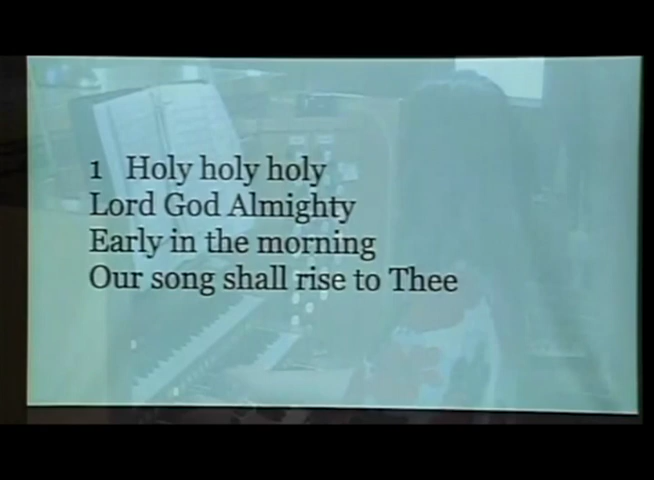 1 Holy holy holy
Lord God Almighty
Early in the morning
Our song shall rise to Thee